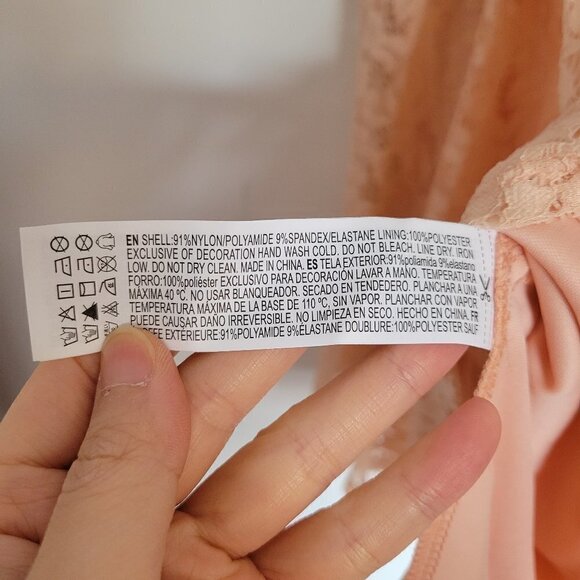 EN SHELL:91%NYLON/POLYAMIDE 9%SPANDEX/ELASTANE LINING:100%POLYESTER
EXCLUSIVE OF DECORATION HAND WASH COLD. DO NOT BLEACH. LINE DRY. IRON
LOW. DO NOT DRY CLEAN. MADE IN CHINA. ES TELA EXTERIOR:91%poliamida 9%elastano
FORRO:100%poliéster EXCLUSIVO PARA DECORACIÓN LAVAR A MANO. TEMPERATURA
MÁXIMA 40 ºC. NO USAR BLANQUEADOR. SECADO EN TENDEDERO. PLANCHAR A UNA
TEMPERATURA MÁXIMA DE LA BASE DE 110 ºC, SIN VAPOR. PLANCHAR CON VAPOR
PUEDE CAUSAR DAÑO IRREVERSIBLE. NO LIMPIEZA EN SECO. HECHO EN CHINA. FR
EXTÉRIEURE:91%POLYAMIDE 9%ÉLASTANE DOUBLURE:100%POLYESTER SAUF